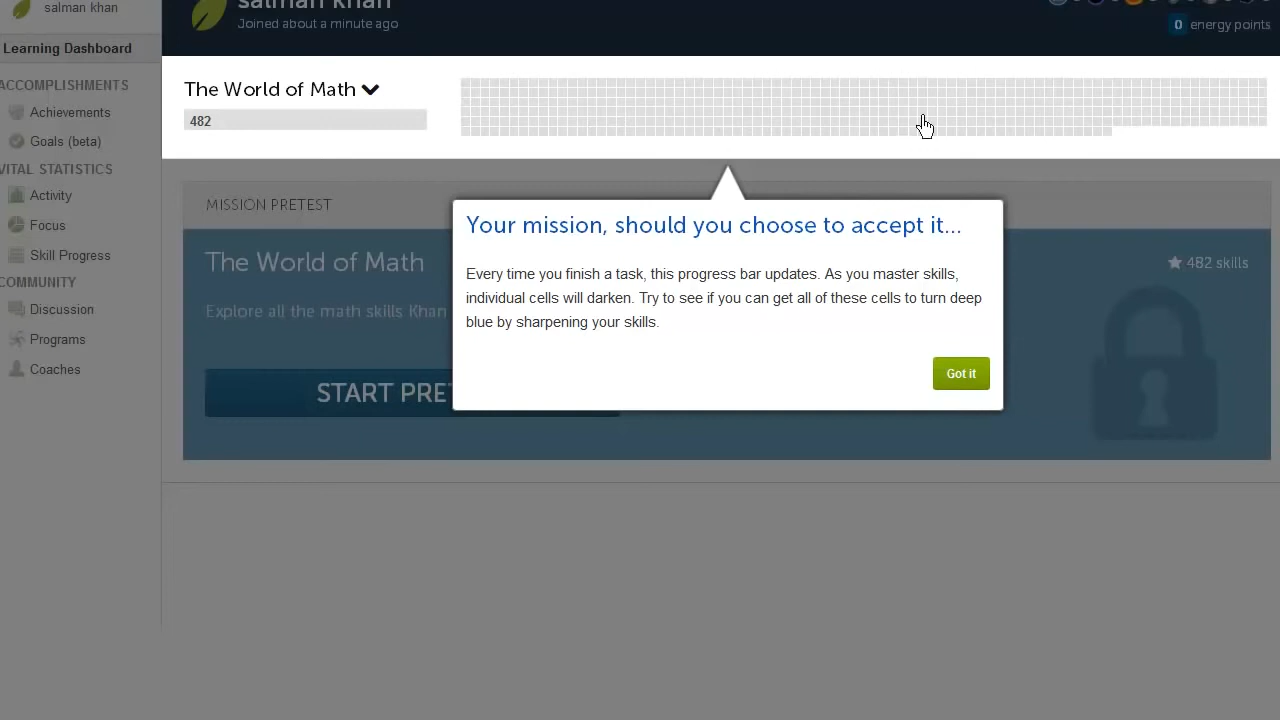 salman khan
salman khan
Joined about a minute ago
0 energy points
Learning Dashboard
The World of Math
482
ACCOMPLISHMENTS
Achievements
Goals (beta)
VITAL STATISTICS
Activity
Focus
Skill Progress
COMMUNITY
Discussion
Programs
Coaches
MISSION PRETEST
The World of Math
482 skills
Explore all the math skills Khan
START PRE
Your mission, should you choose to accept it...
Every time you finish a task, this progress bar updates. As you master skills,
individual cells will darken. Try to see if you can get all of these cells to turn deep
blue by sharpening your skills.
Got it